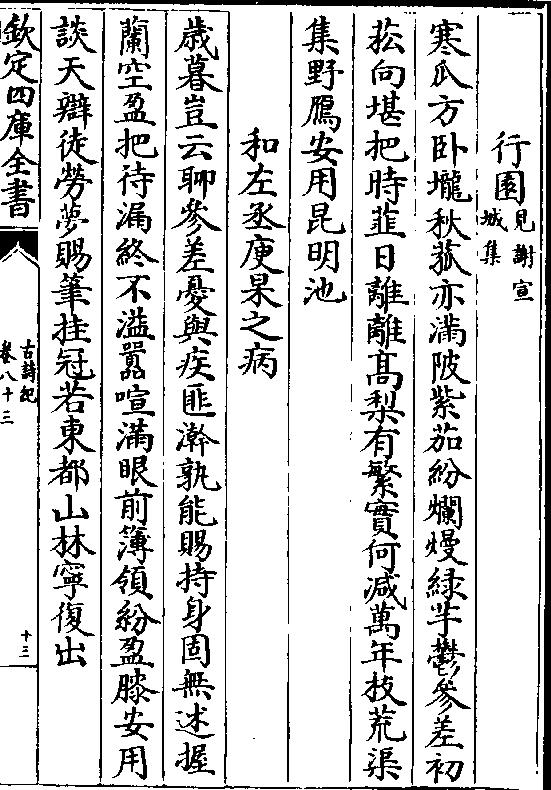 行園見謝宣城集
寒瓜方卧壠秋菰亦滿陂紫茄紛爛熳緑芋鬱參差初
菘向堪把時韮日離離髙梨有繁實何减萬年枝荒渠
集野鴈安用昆明池
和左丞庾杲之病
歳暮豈云聊參差憂與疾匪澣孰能賜持身固無述握
蘭空盈把待漏終不溢囂喧滿眼前簿領紛盈膝安用
談天辯徒勞夢賜筆挂冠若東都山林寧復出
欽定四庫全書
古詩紀
卷八十三
十三